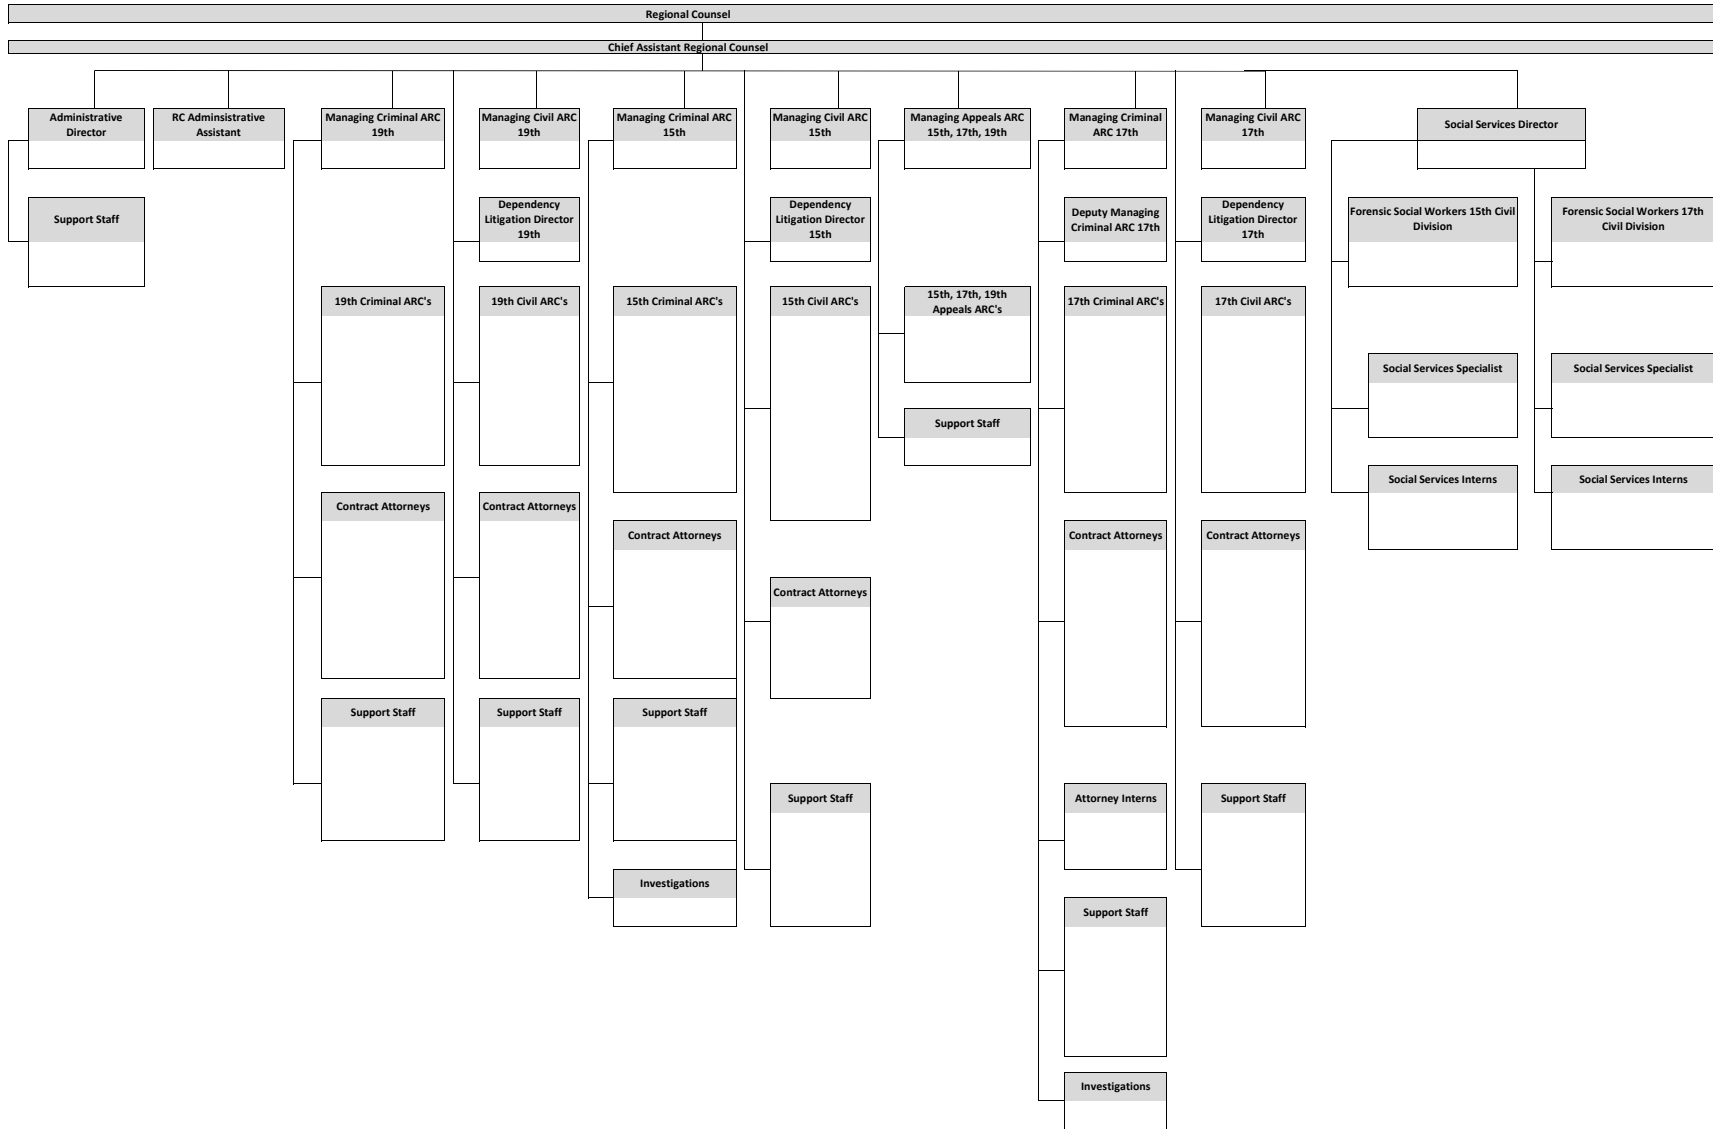 Regional Counsel
Chief Assistant Regional Counsel
Administrative
Director
RC Adminsistrative
Assistant
Managing Criminal ARC
19th
Managing Civil ARC
19th
Managing Criminal ARC
15th
Managing Civil ARC
15th
Managing Appeals ARC
15th, 17th, 19th
Managing Criminal
ARC 17th
Managing Civil ARC
17th
Social Services Director
Support Staff
Dependency
Litigation Director
19th
Dependency
Litigation Director
15th
Deputy Managing
Criminal ARC 17th
Dependency
Litigation Director
17th
Forensic Social Workers 15th Civil
Division
Forensic Social Workers 17th
Civil Division
19th Criminal ARC's
19th Civil ARC's
15th Criminal ARC's
15th Civil ARC's
15th, 17th, 19th
Appeals ARC's
17th Criminal ARC's
17th Civil ARC's
Social Services Specialist
Social Services Specialist
Support Staff
Social Services Interns
Social Services Interns
Contract Attorneys
Contract Attorneys
Contract Attorneys
Contract Attorneys
Contract Attorneys
Contract Attorneys
Support Staff
Support Staff
Support Staff
Support Staff
Attorney Interns
Support Staff
Investigations
Support Staff
Investigations